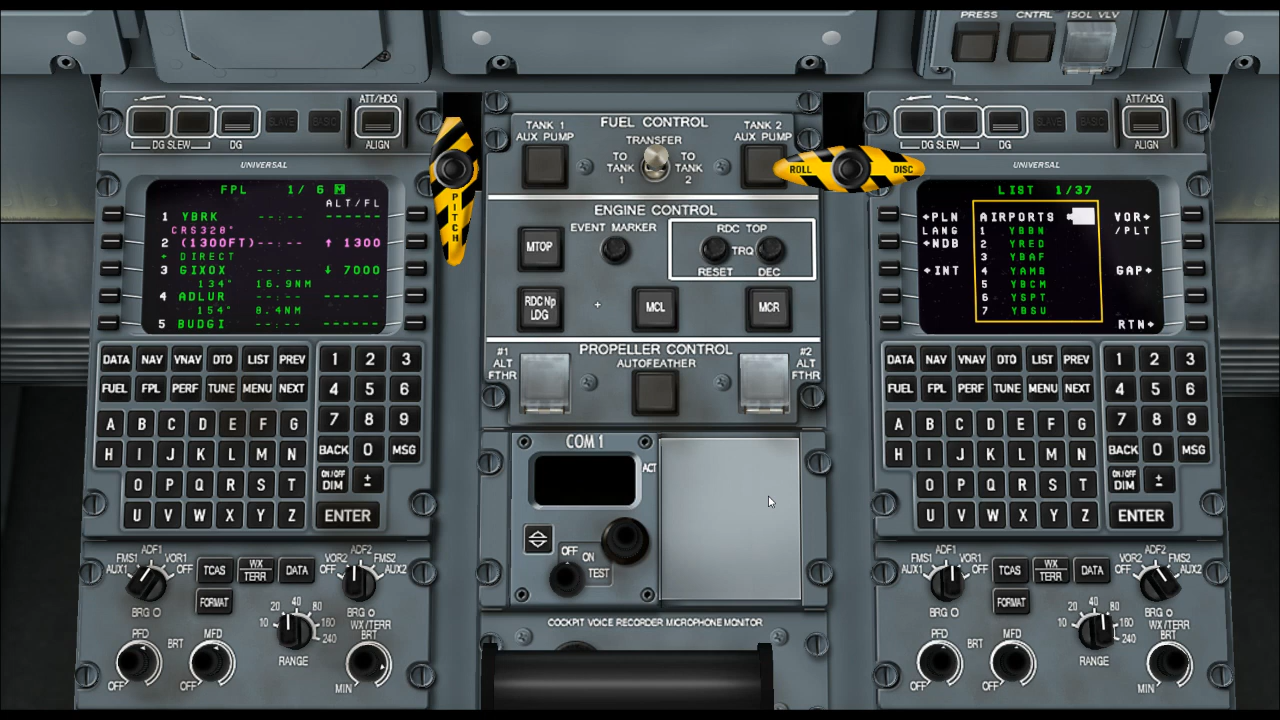 PRESS CNTRL ISOL VLV
ATT/HDG
SLAVE BASIC
DG SLEW DG ALIGN
UNIVERSAL
FPL 1/ 6 M
ALT/FL
1 YBRK --:-- ------
CRS328°
2 (1300FT)--:-- ↑ 1300
+ DIRECT
3 GIXOX --:-- ↓ 7000
134° 16.9NM
4 ADLUR --:-- ------
154° 8.4NM
5 BUDGI --:-- ------
DATA NAV VNAV DTO LIST PREV 1 2 3
FUEL FPL PERF TUNE MENU NEXT 4 5 6
A B C D E F G 7 8 9
H I J K L M N BACK 0 MSG
O P Q R S T ON/OFF DIM ±
U V W X Y Z ENTER
ADF1
FMS1 VOR1
AUX1 OFF
BRG
TCAS WX/TERR DATA
FORMAT
ADF2
VOR2 FMS2
OFF AUX2
BRG
10 20 40 80 160 240
RANGE
PFD BRT MFD
OFF OFF
WX/TERR
BRT
MIN
PITCH
FUEL CONTROL
TANK 1 AUX PUMP
TRANSFER
TO TANK 1
TO TANK 2
TANK 2 AUX PUMP
ROLL DISC
ENGINE CONTROL
EVENT MARKER
RDC TOP
MTOP
TRQ
RESET DEC
RDC Np LDG
MCL MCR
PROPELLER CONTROL
#1 ALT FTHR
AUTOFEATHER
#2 ALT FTHR
COM 1
ACT
OFF ON TEST
COCKPIT VOICE RECORDER MICROPHONE MONITOR
ATT/HDG
SLAVE BASIC
DG SLEW DG ALIGN
UNIVERSAL
LIST 1/37
←PLN AIRPORTS VOR→
LANG 1 YBBN /PLT
←NDB 2 YRED
3 YBAF
←INT 4 YAMB GAP→
5 YBCM
6 YSPT
7 YBSU RTN→
DATA NAV VNAV DTO LIST PREV 1 2 3
FUEL FPL PERF TUNE MENU NEXT 4 5 6
A B C D E F G 7 8 9
H I J K L M N BACK 0 MSG
O P Q R S T ON/OFF DIM ±
U V W X Y Z ENTER
ADF1
FMS1 VOR1
AUX1 OFF
BRG
TCAS WX/TERR DATA
FORMAT
ADF2
VOR2 FMS2
OFF AUX2
BRG
10 20 40 80 160 240
RANGE
PFD BRT MFD
OFF OFF
WX/TERR
BRT
MIN